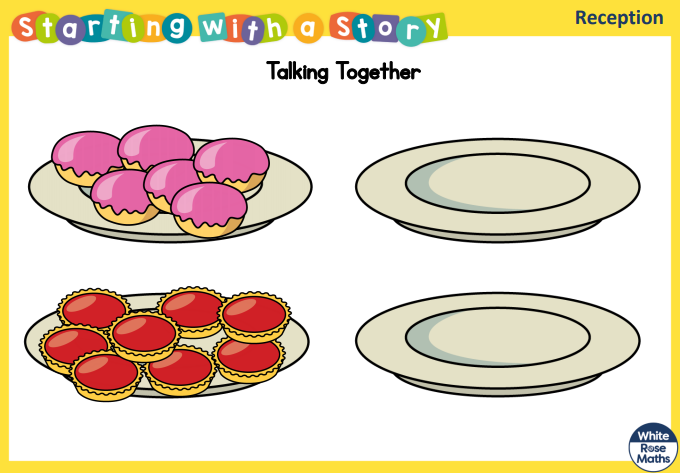 Starting with a Story
Reception
Talking Together
White
Rose
Maths